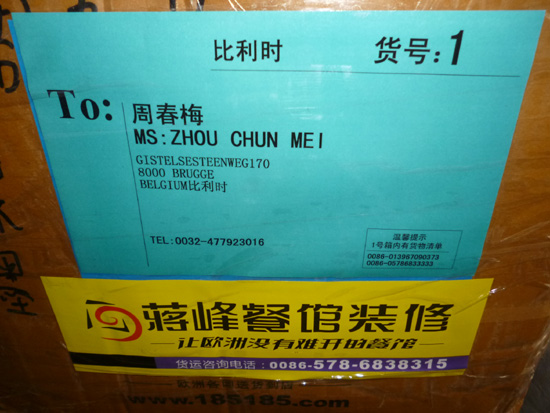 比利时 货号:1
To:
周春梅
MS:ZHOU CHUN MEI
GISTELSESTEENWEG170
8000 BRUGGE
BELGIUM比利时
TEL:0032-477923016
温馨提示
1号箱内有货物清单
0086-013867090373
0086-05786833333
蒋峰餐馆装修
让欧洲没有难开的餐馆
货运咨询电话:0086-578-6838315
www.185185.com